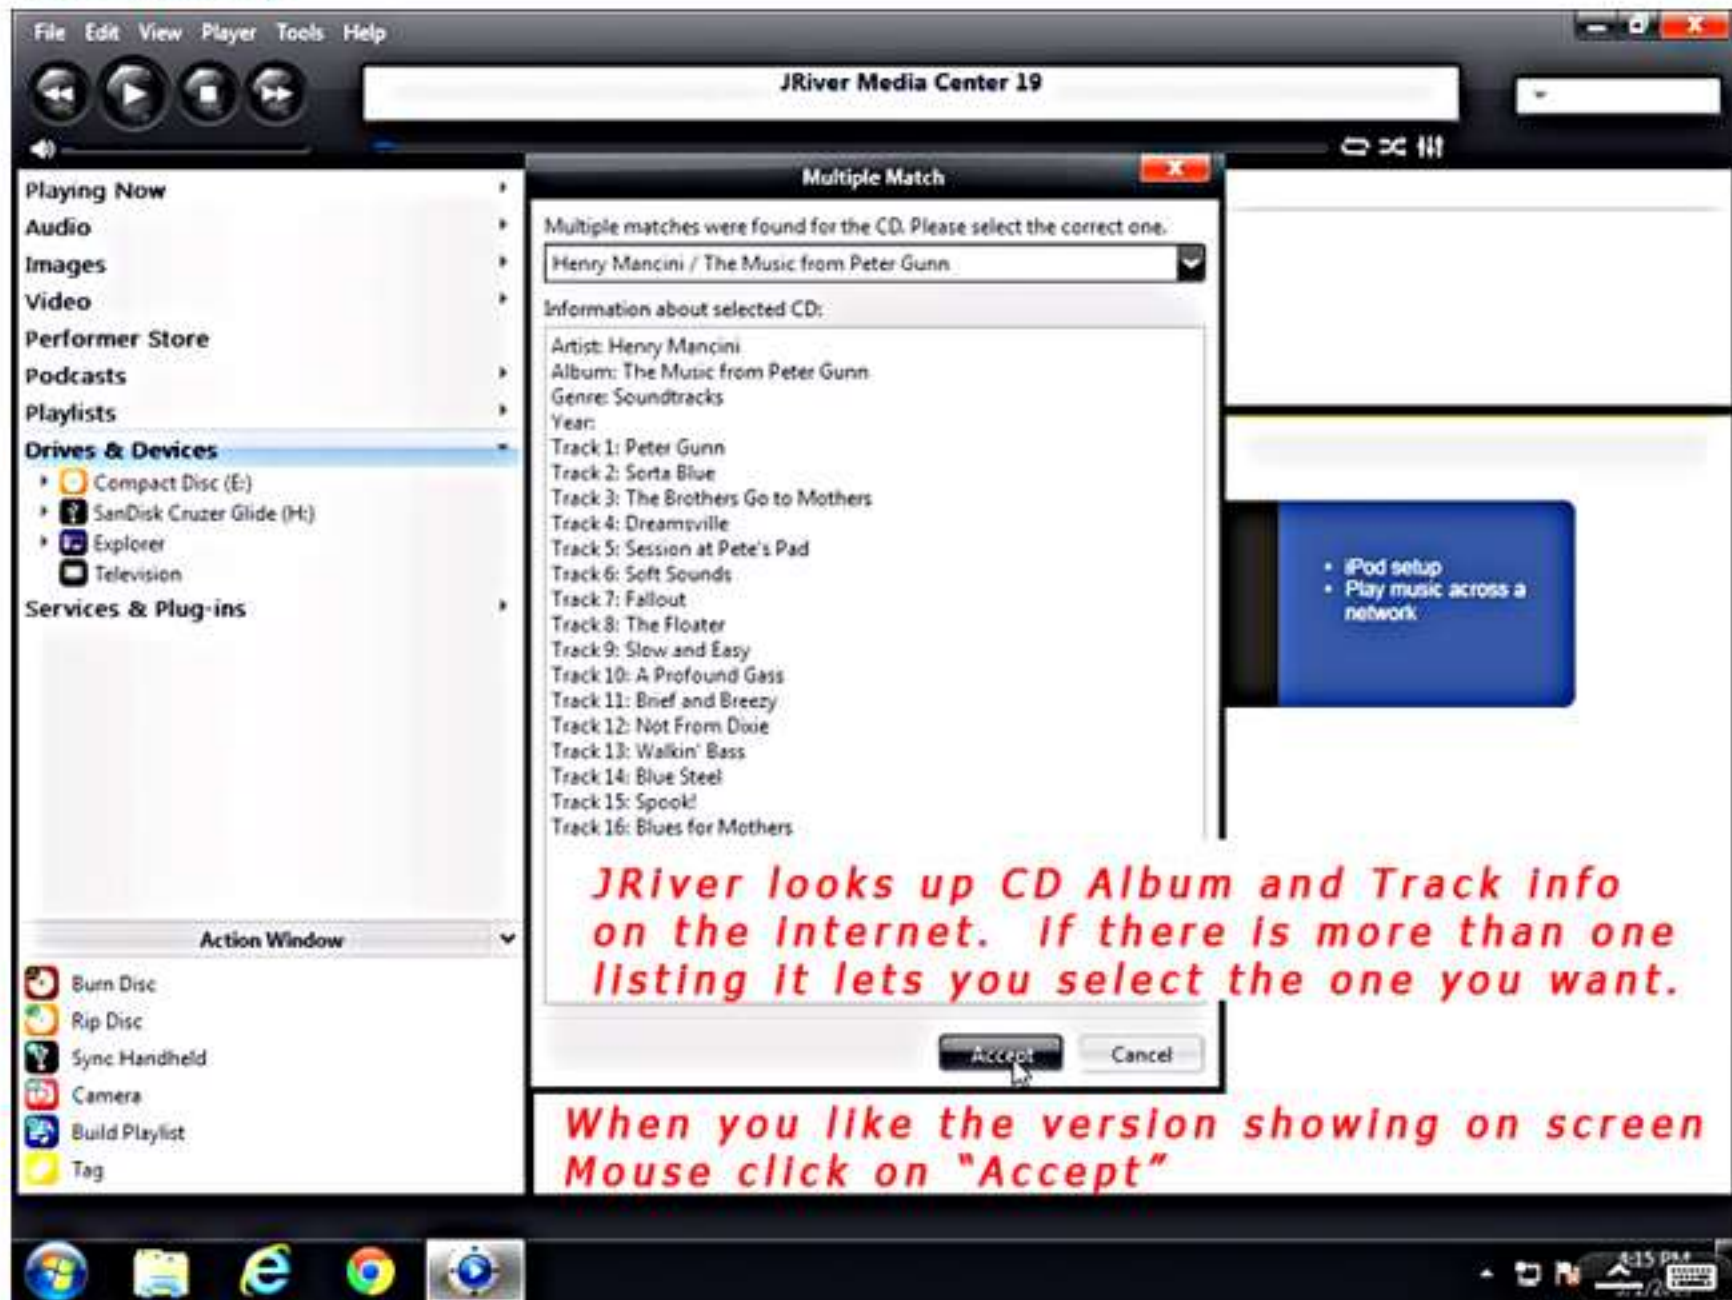 File Edit View Player Tools Help
JRiver Media Center 19
Playing Now
Audio
Images
Video
Performer Store
Podcasts
Playlists
Drives & Devices
Compact Disc (E:)
SanDisk Cruzer Glide (H:)
Explorer
Television
Services & Plug-ins
Action Window
Burn Disc
Rip Disc
Sync Handheld
Camera
Build Playlist
Tag
Multiple Match
Multiple matches were found for the CD. Please select the correct one.
Henry Mancini / The Music from Peter Gunn
Information about selected CD:
Artist: Henry Mancini
Album: The Music from Peter Gunn
Genre: Soundtracks
Year:
Track 1: Peter Gunn
Track 2: Sorta Blue
Track 3: The Brothers Go to Mothers
Track 4: Dreamsville
Track 5: Session at Pete's Pad
Track 6: Soft Sounds
Track 7: Fallout
Track 8: The Floater
Track 9: Slow and Easy
Track 10: A Profound Gass
Track 11: Brief and Breezy
Track 12: Not From Dixie
Track 13: Walkin' Bass
Track 14: Blue Steel
Track 15: Spook!
Track 16: Blues for Mothers
JRiver looks up CD Album and Track info
on the internet. if there is more than one
listing it lets you select the one you want.
Accept Cancel
When you like the version showing on screen
Mouse click on “Accept”
• iPod setup
• Play music across a
network
4:15 PM